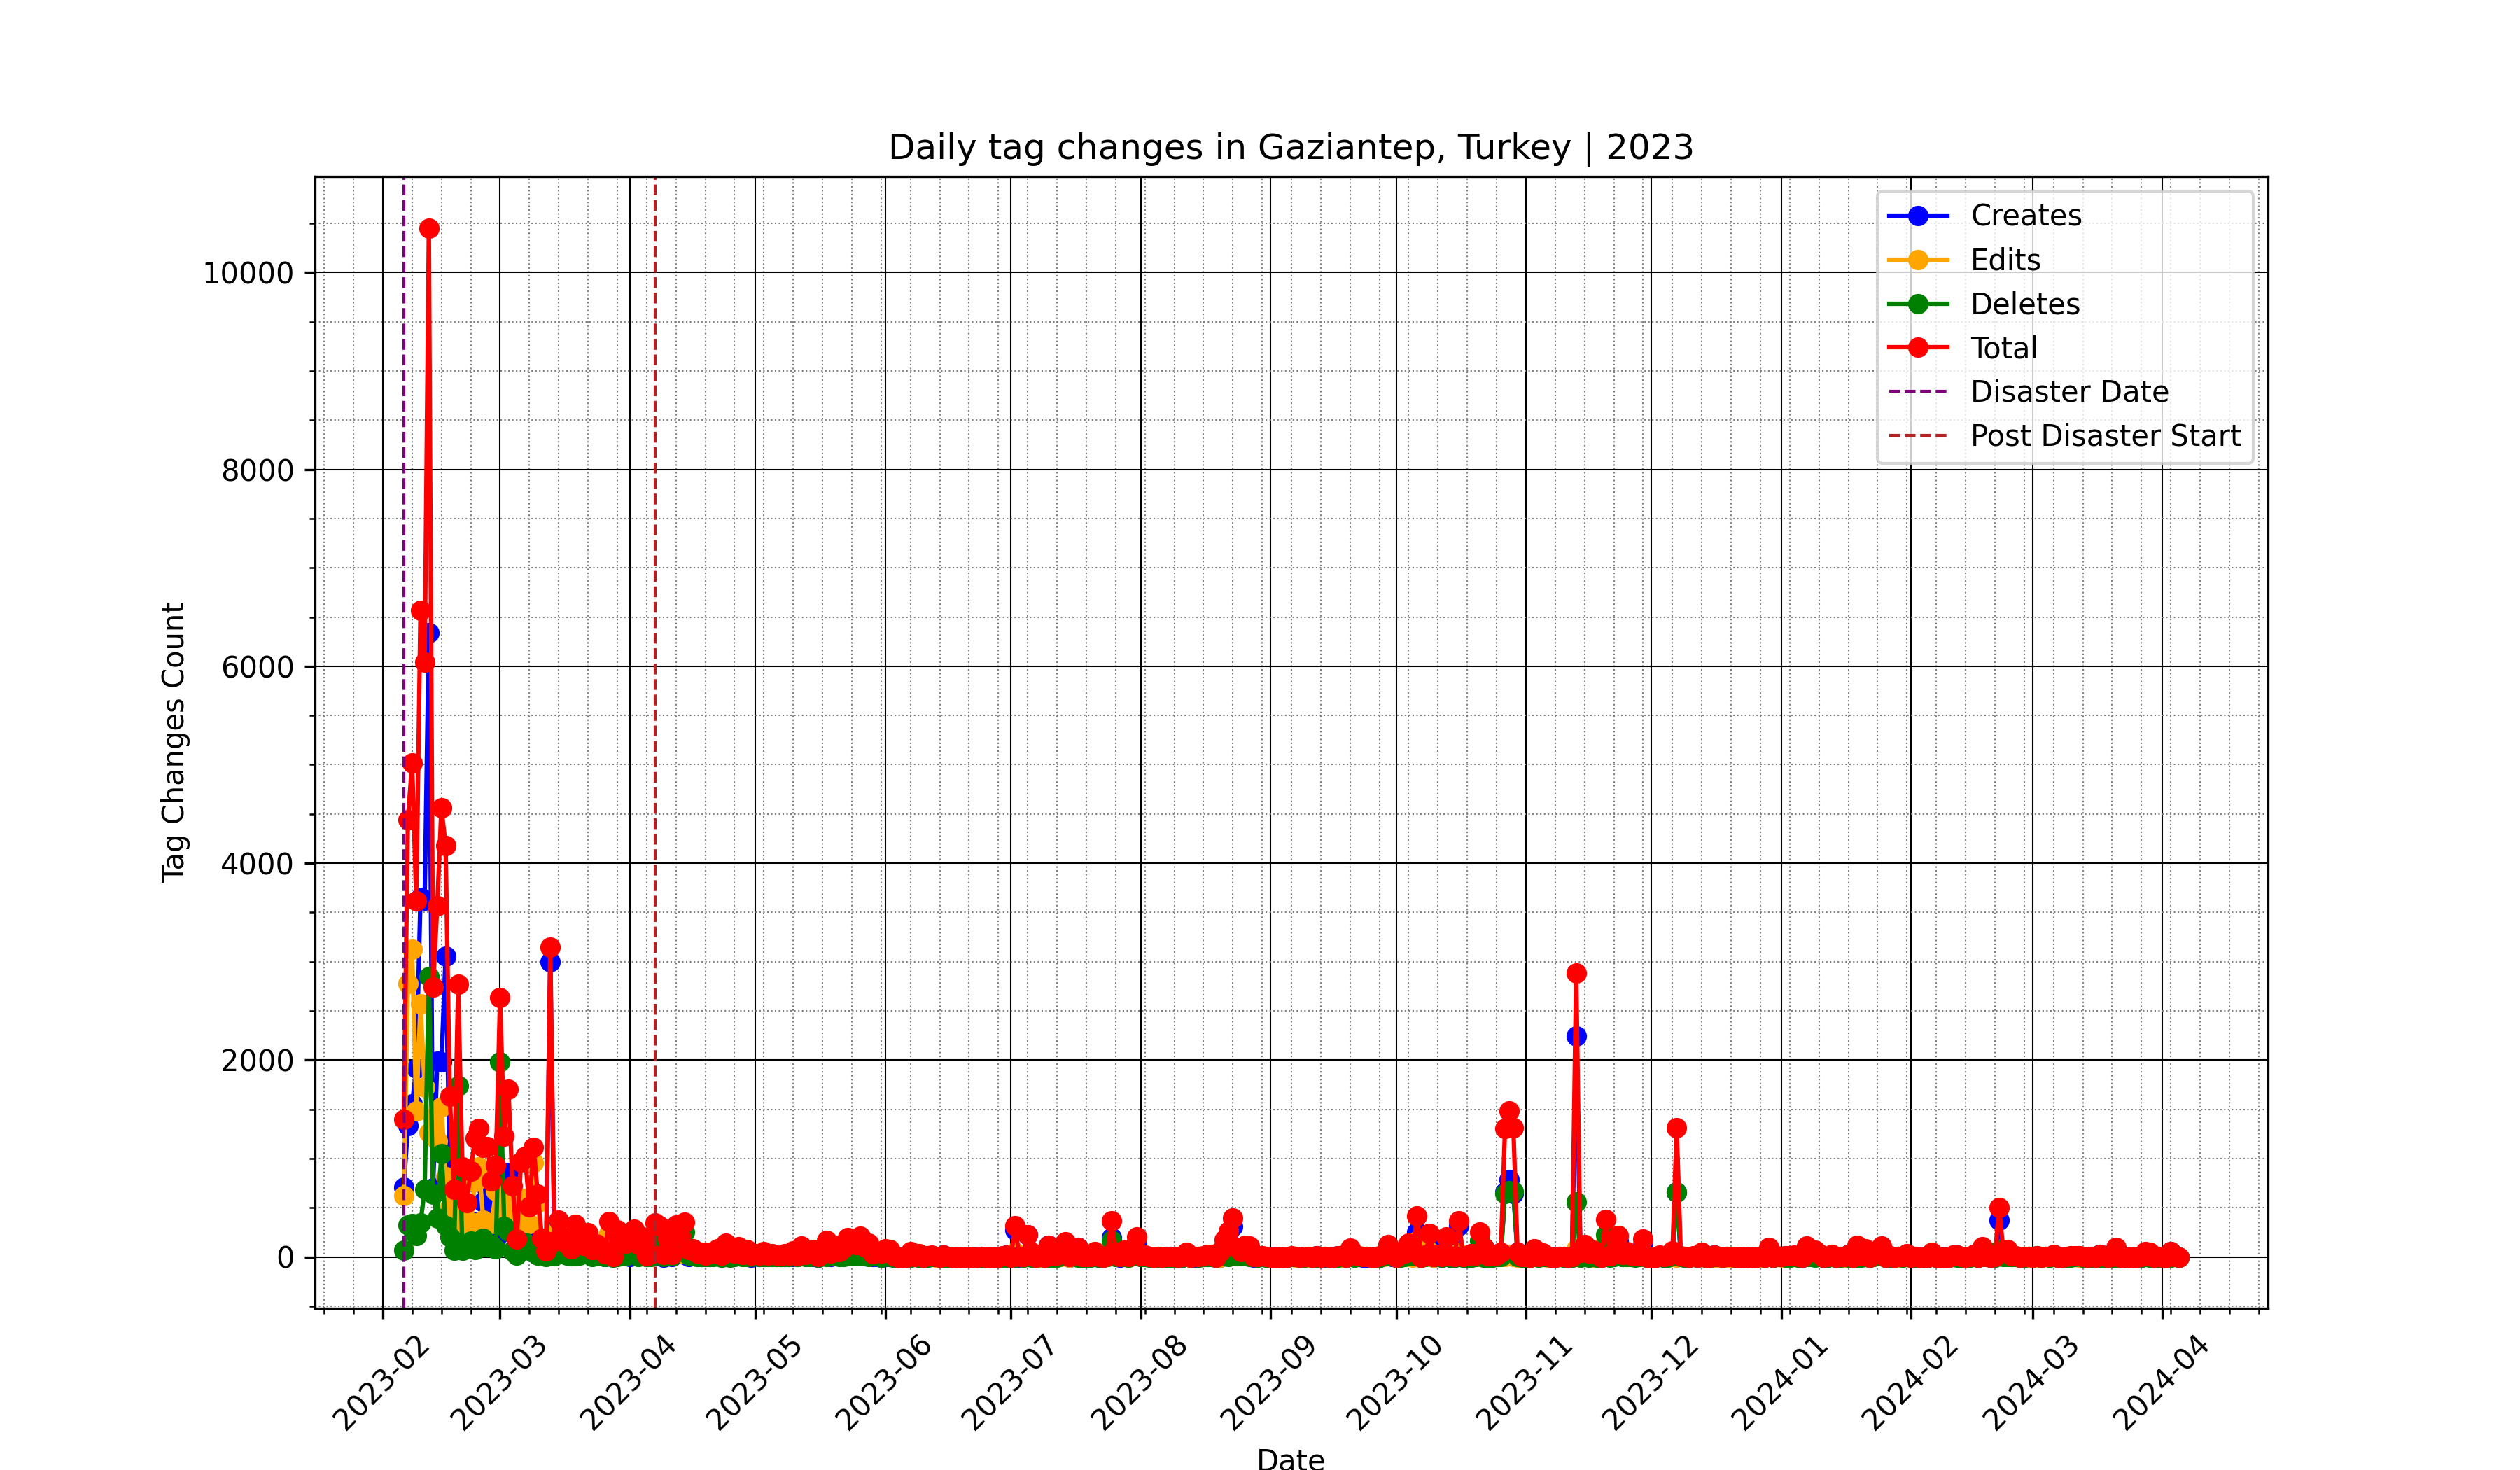 Daily tag changes in Gaziantep, Turkey | 2023
Creates
Edits
Deletes
Total
Disaster Date
Post Disaster Start
Tag Changes Count
10000
8000
6000
4000
2000
0
2023-02
2023-03
2023-04
2023-05
2023-06
2023-07
2023-08
2023-09
2023-10
2023-11
2023-12
2024-01
2024-02
2024-03
2024-04
Date